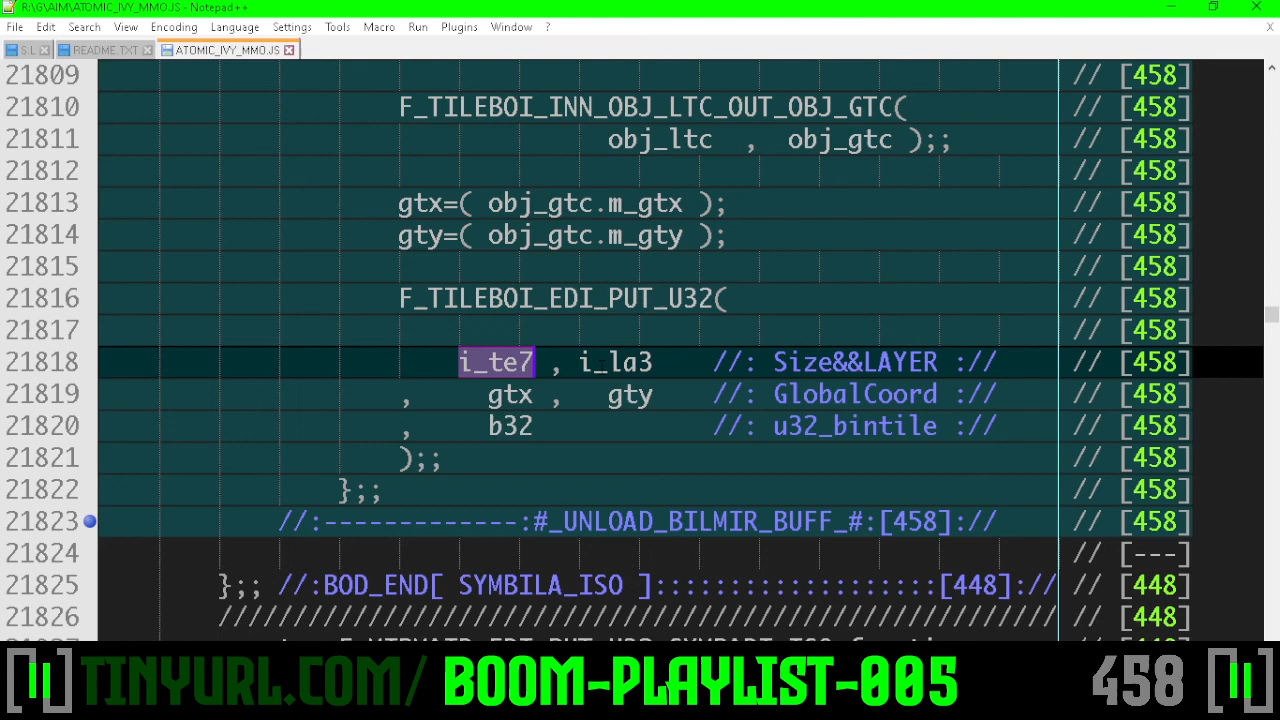 R:\G\AIM\ATOMIC_IVY_MMO.JS - Notepad++
File Edit Search View Encoding Language Settings Tools Macro Run Plugins Window ? X
S.L README.TXT ATOMIC_IVY_MMO.JS
21809 // [458]
21810 F_TILEBOI_INN_OBJ_LTC_OUT_OBJ_GTC( // [458]
21811 obj_ltc , obj_gtc );; // [458]
21812 // [458]
21813 gtx=( obj_gtc.m_gtx ); // [458]
21814 gty=( obj_gtc.m_gty ); // [458]
21815 // [458]
21816 F_TILEBOI_EDI_PUT_U32( // [458]
21817 // [458]
21818 i_te7 , i_la3 //: Size&&LAYER :// // [458]
21819 , gtx , gty //: GlobalCoord :// // [458]
21820 , b32 //: u32_bintile :// // [458]
21821 );; // [458]
21822 };; // [458]
21823 //:-------------:#_UNLOAD_BILMIR_BUFF_#:[458]:// // [458]
21824 // [---]
21825 };; //:BOD_END[ SYMBILA_ISO ]:::::::::::::::::::[448]:// // [448]
21826 //////////////////////////////////////////////////////// // [448]
TINYURL.COM/ BOOM-PLAYLIST-005 458